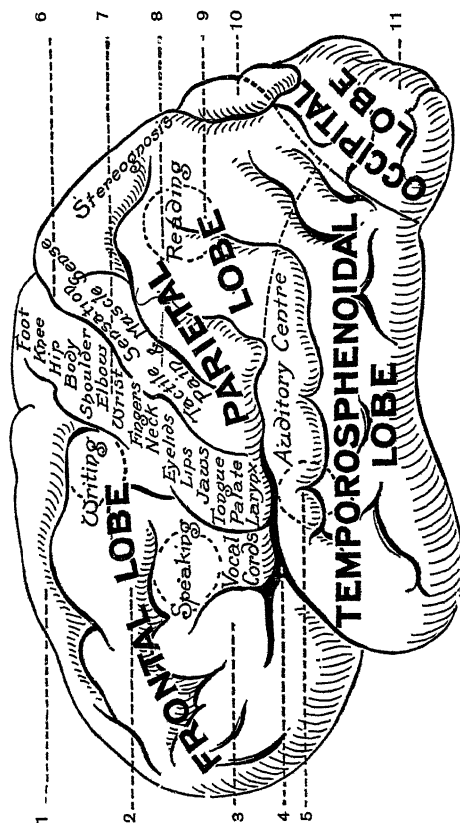 6
7
8
9
10
11
Foot
Knee
Hip
Body
Shoulder
Elbow
Wrist
Fingers
Neck
Eyelids
Lips
Jaws
Tongue
Palate
Larynx
Vocal
Cords
Writing
Speaking
FRONTAL LOBE
Tactile & Muscle Sense
Pain Sensation
Stereognosis
Reading
PARIETAL
LOBE
Auditory Centre
TEMPOROSPHENOIDAL
LOBE
OCCIPITAL
LOBE
1
2
3
4
5